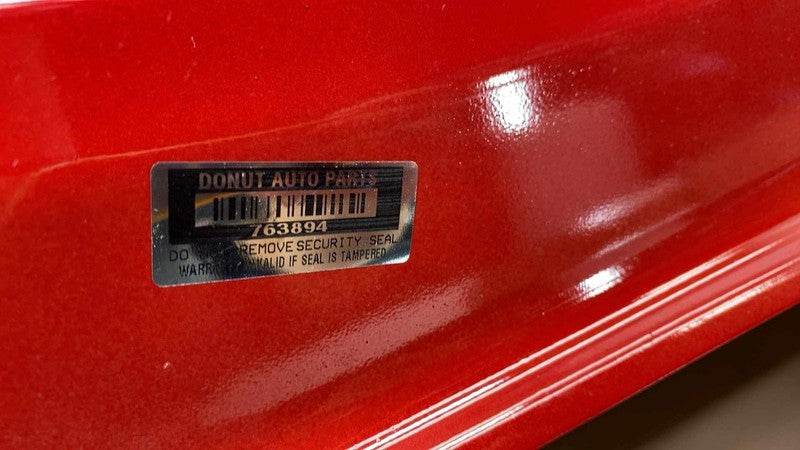 DONUT AUTO PARTS
763894
DO REMOVE SECURITY SEAL
IF SEAL IS TAMPERED